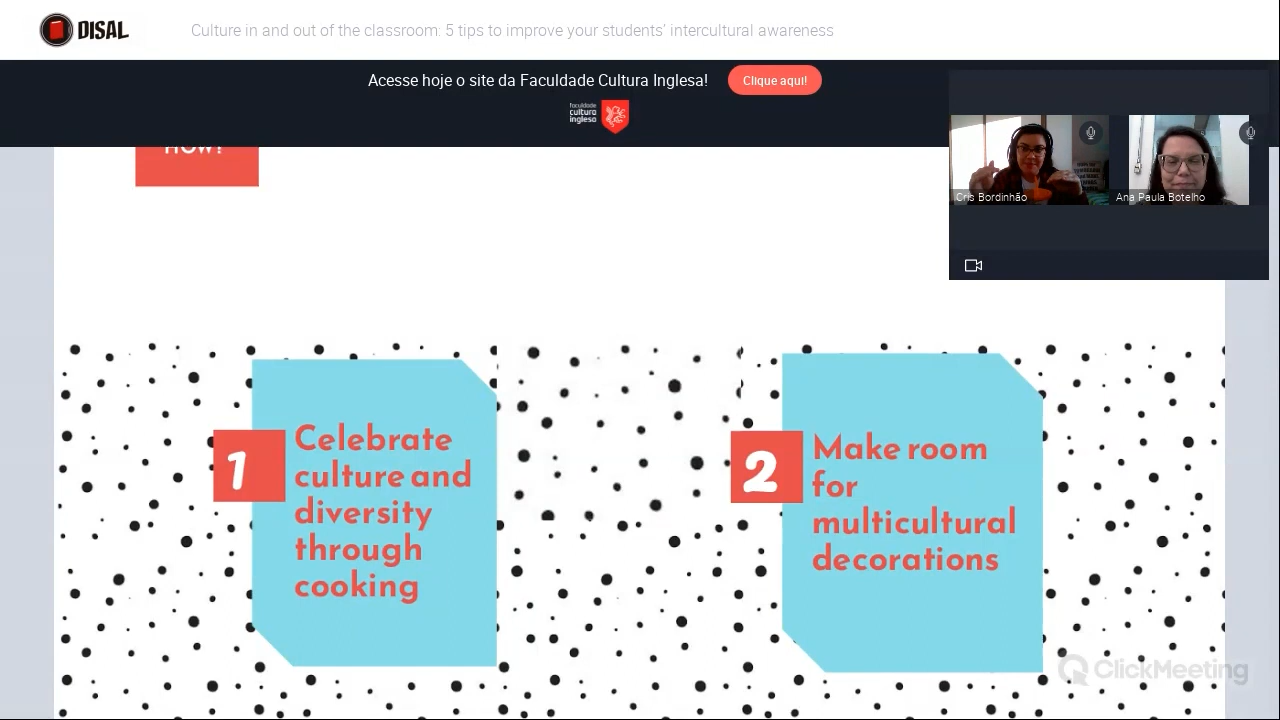 DISAL
Culture in and out of the classroom: 5 tips to improve your students' intercultural awareness
Acesse hoje o site da Faculdade Cultura Inglesa!
Clique aqui!
faculdade
cultura
inglesa
HOW?
Cris Bordinhão
Ana Paula Botelho
1
Celebrate
culture and
diversity
through
cooking
2
Make room
for
multicultural
decorations
ClickMeeting